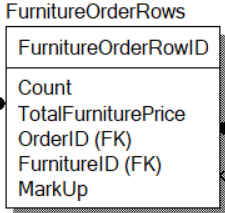 FurnitureOrderRows
FurnitureOrderRowID
Count
TotalFurniturePrice
OrderID (FK)
FurnitureID (FK)
MarkUp